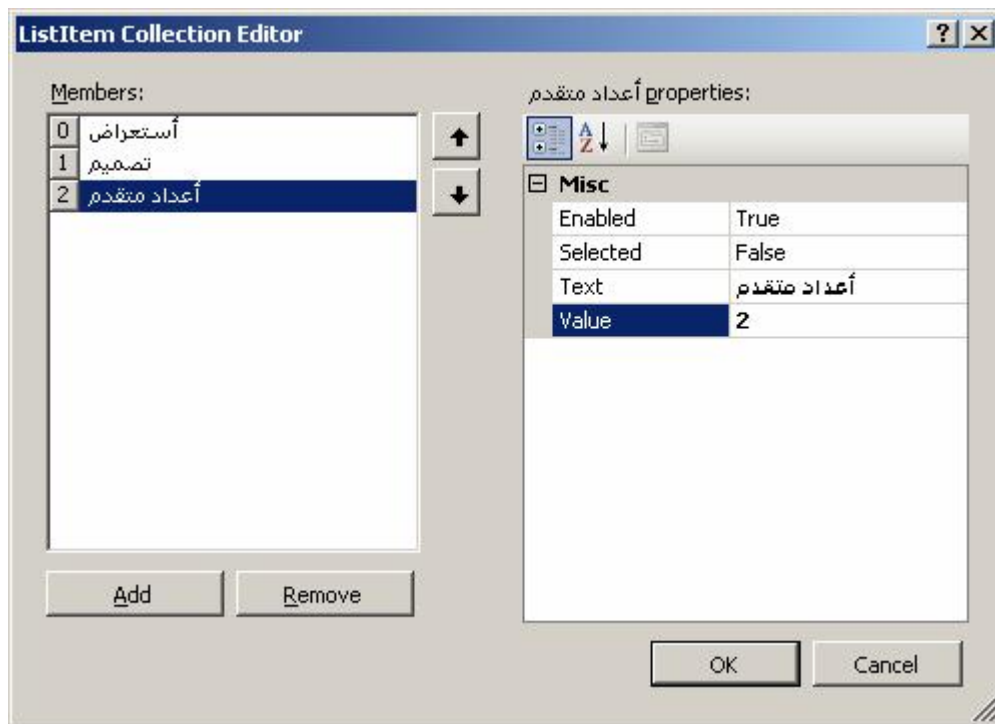 ListItem Collection Editor
Members:
0 أستعراض
1 تصميم
2 أعداد متقدم
Add
Remove
أعداد متقدم properties:
Misc
Enabled True
Selected False
Text أعداد متقدم
Value 2
OK
Cancel